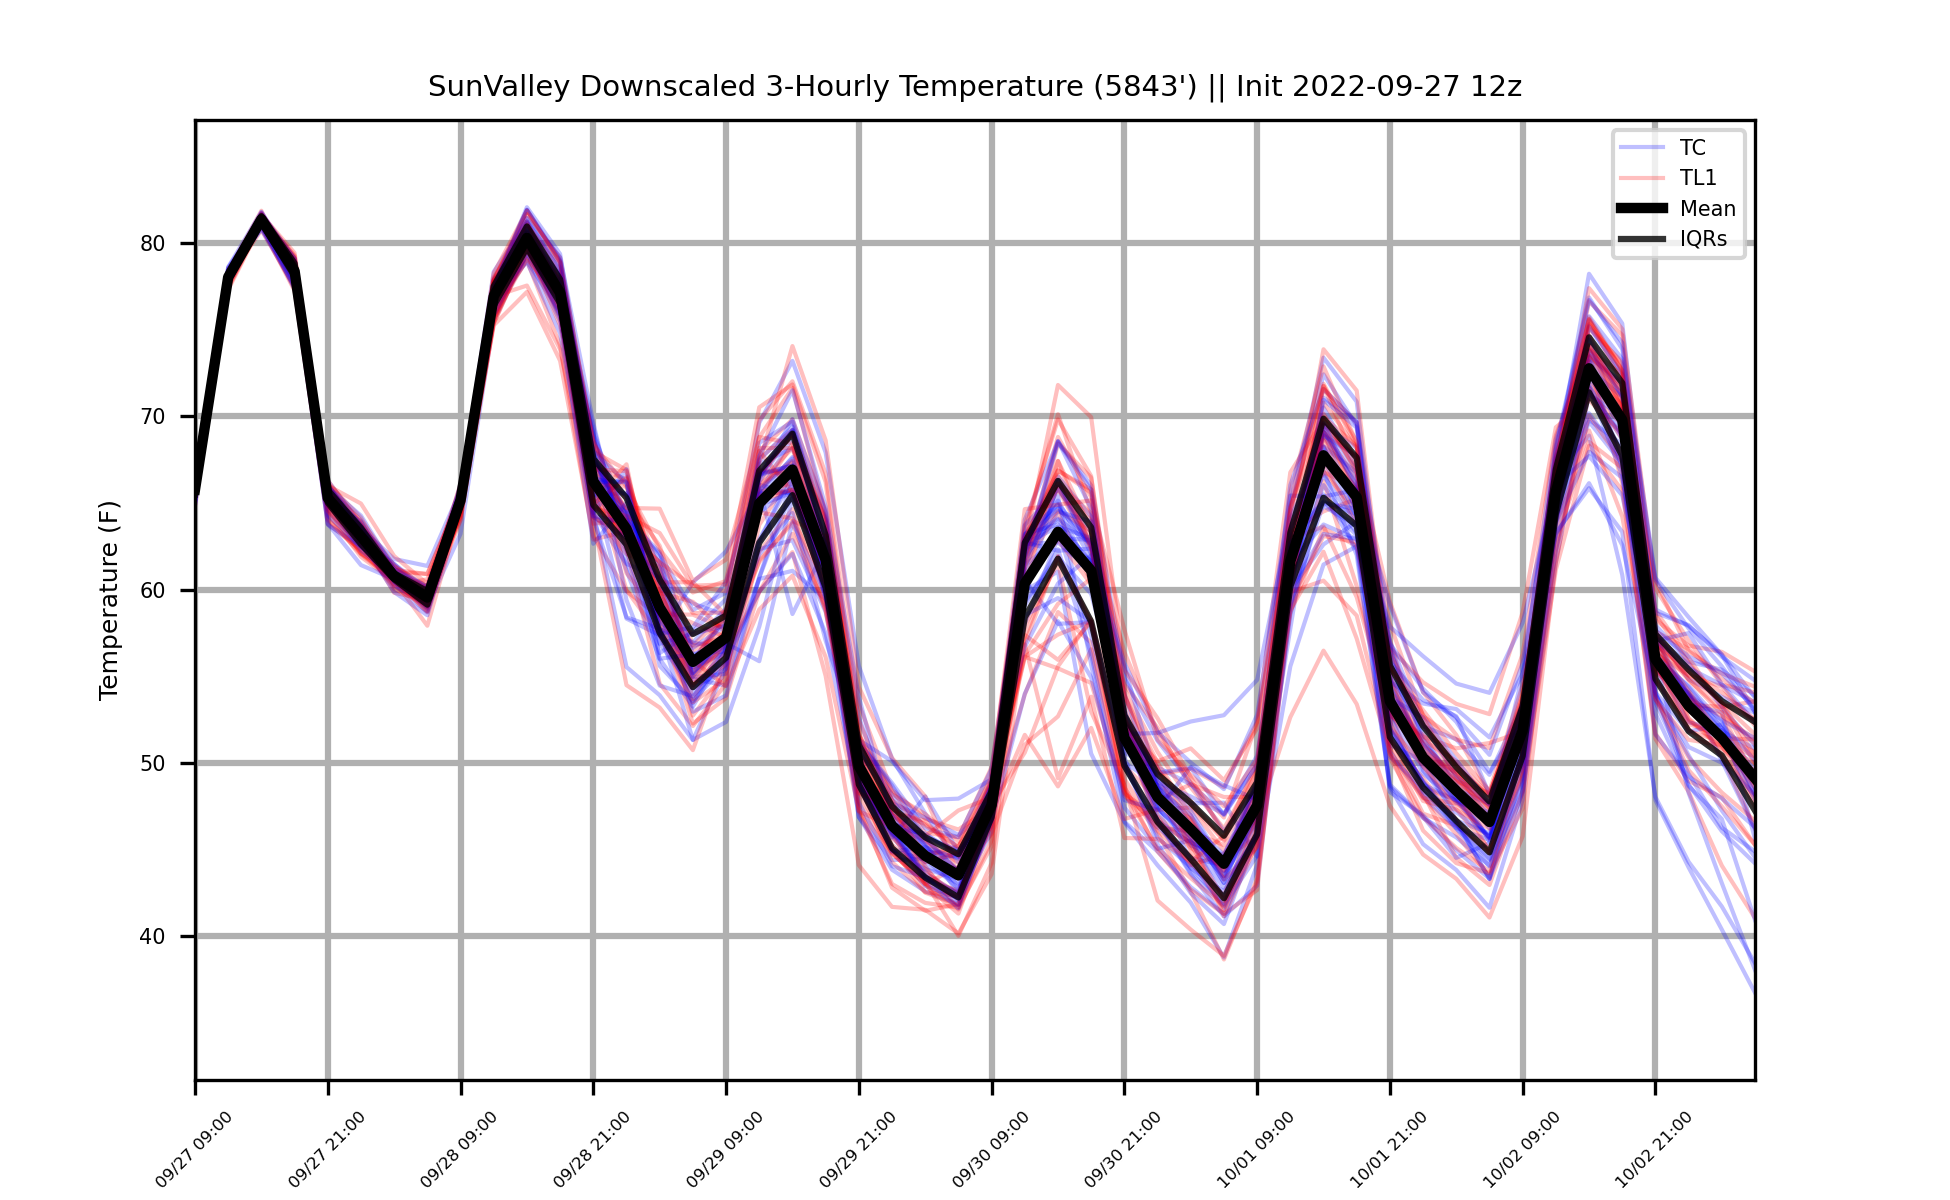 SunValley Downscaled 3-Hourly Temperature (5843') || Init 2022-09-27 12z
TC
TL1
Mean
IQRs
Temperature (F)
80
70
60
50
40
09/27 09:00
09/27 21:00
09/28 09:00
09/28 21:00
09/29 09:00
09/29 21:00
09/30 09:00
09/30 21:00
10/01 09:00
10/01 21:00
10/02 09:00
10/02 21:00